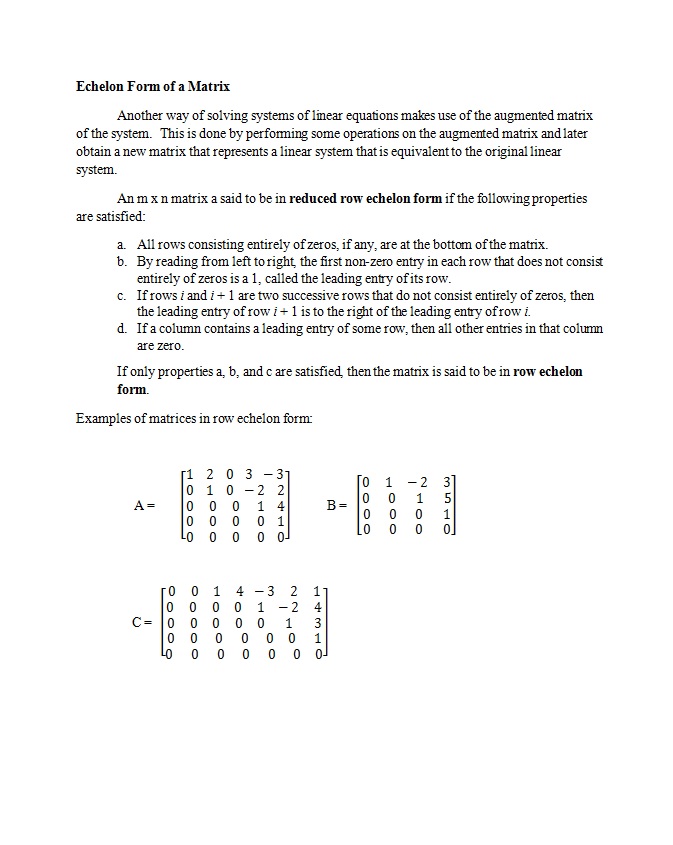 Echelon Form of a Matrix
Another way of solving systems of linear equations makes use of the augmented matrix
of the system. This is done by performing some operations on the augmented matrix and later
obtain a new matrix that represents a linear system that is equivalent to the original linear
system.
An m x n matrix a said to be in reduced row echelon form if the following properties
are satisfied:
a. All rows consisting entirely of zeros, if any, are at the bottom of the matrix.
b. By reading from left to right, the first non-zero entry in each row that does not consist
entirely of zeros is a 1, called the leading entry of its row.
c. If rows i and i + 1 are two successive rows that do not consist entirely of zeros, then
the leading entry of row i + 1 is to the right of the leading entry of row i.
d. If a column contains a leading entry of some row, then all other entries in that column
are zero.
If only properties a, b, and c are satisfied, then the matrix is said to be in row echelon
form.
Examples of matrices in row echelon form:
A =
1 2 0 3 −3
0 1 0 −2 2
0 0 0 1 4
0 0 0 0 1
0 0 0 0 0
B =
0 1 −2 3
0 0 1 5
0 0 0 1
0 0 0 0
C =
0 0 1 4 −3 2 1
0 0 0 0 1 −2 4
0 0 0 0 0 1 3
0 0 0 0 0 0 1
0 0 0 0 0 0 0